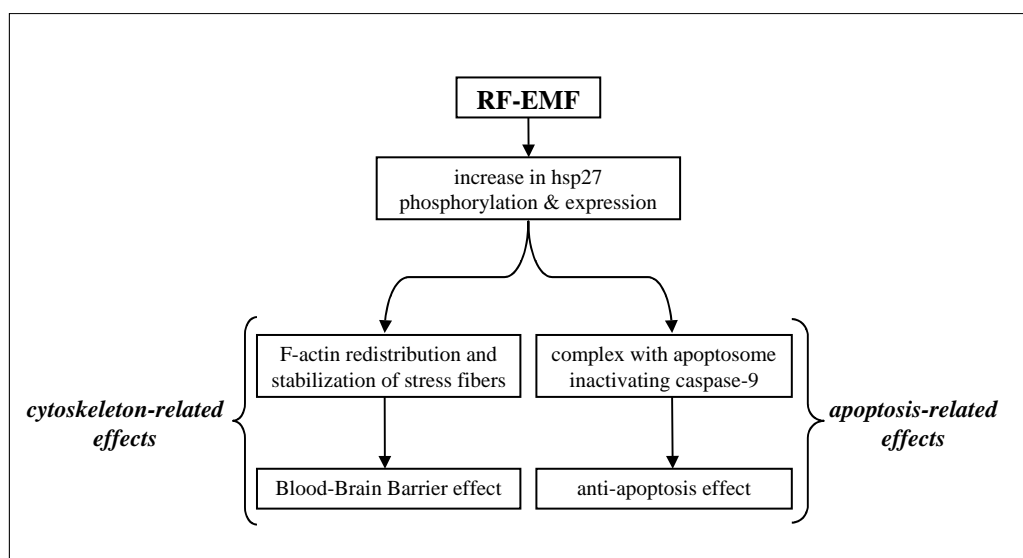 RF-EMF
increase in hsp27
phosphorylation & expression
cytoskeleton-related
effects
F-actin redistribution and
stabilization of stress fibers
Blood-Brain Barrier effect
complex with apoptosome
inactivating caspase-9
anti-apoptosis effect
apoptosis-related
effects